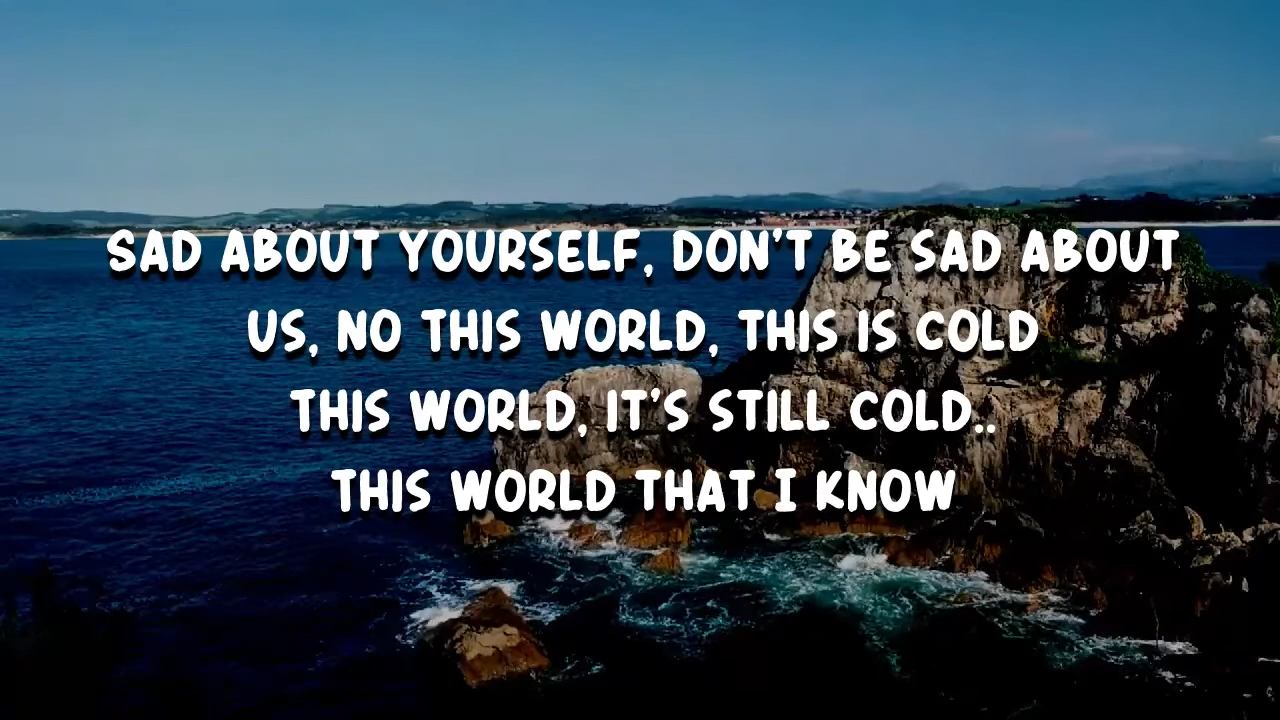 SAD ABOUT YOURSELF, DON'T BE SAD ABOUT
US, NO THIS WORLD, THIS IS COLD
THIS WORLD, IT'S STILL COLD..
THIS WORLD THAT I KNOW